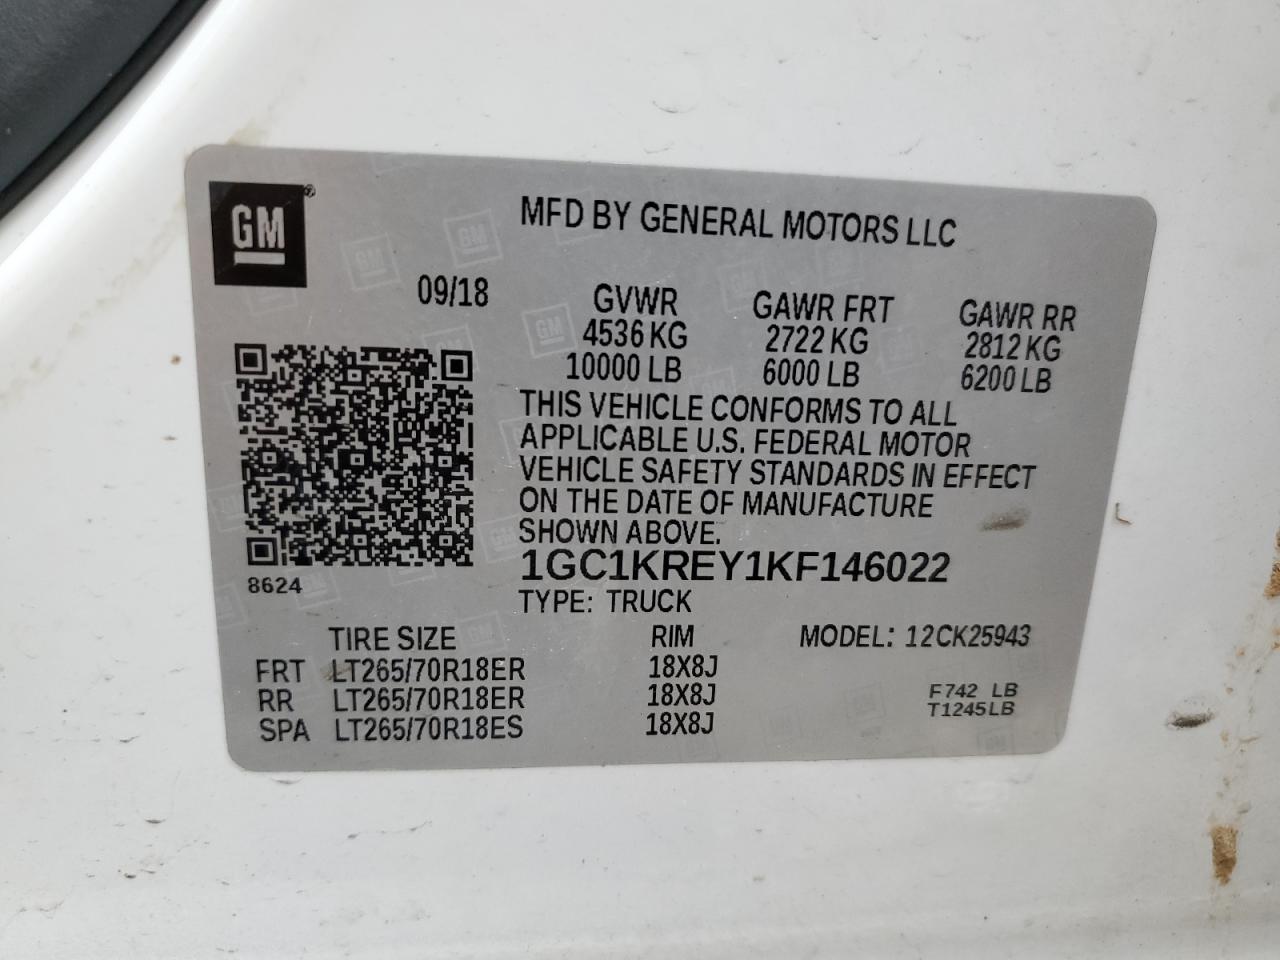 GM
MFD BY GENERAL MOTORS LLC
09/18
GVWR GAWR FRT GAWR RR
4536 KG 2722 KG 2812 KG
10000 LB 6000 LB 6200 LB
THIS VEHICLE CONFORMS TO ALL
APPLICABLE U.S. FEDERAL MOTOR
VEHICLE SAFETY STANDARDS IN EFFECT
ON THE DATE OF MANUFACTURE
SHOWN ABOVE.
1GC1KREY1KF146022
8624
TYPE: TRUCK
TIRE SIZE RIM MODEL: 12CK25943
FRT LT265/70R18ER 18X8J
RR LT265/70R18ER 18X8J F742 LB
SPA LT265/70R18ES 18X8J T1245LB